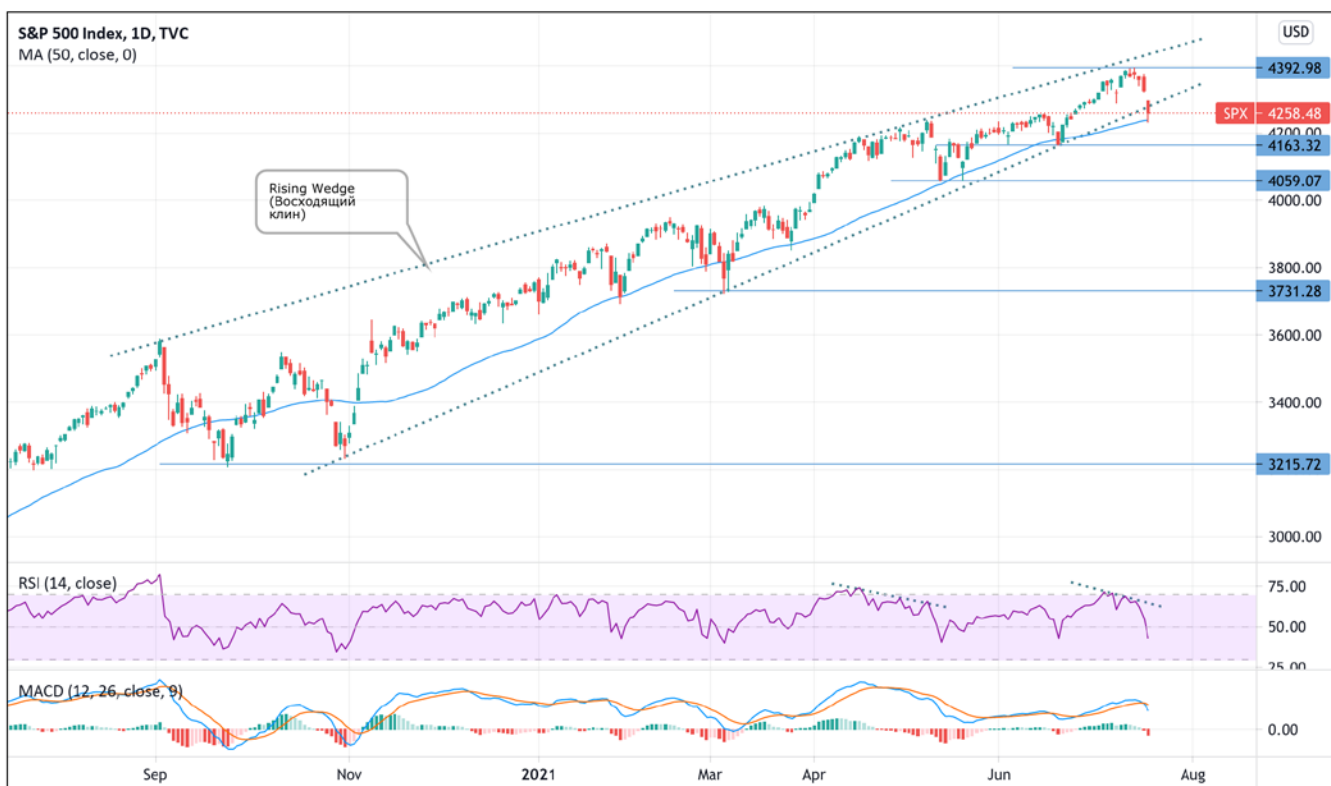 S&P 500 Index, 1D, TVC
MA (50, close, 0)
USD
4392.98
SPX 4258.48
4200.00
4163.32
4059.07
4000.00
3800.00
3731.28
3600.00
3400.00
3215.72
3000.00
Rising Wedge
(Восходящий
клин)
RSI (14, close)
75.00
50.00
25.00
MACD (12, 26, close, 9)
0.00
Sep Nov 2021 Mar Apr Jun Aug